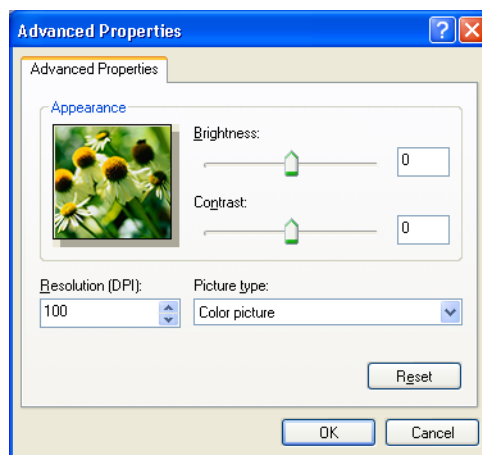 Advanced Properties
Advanced Properties
Appearance
Brightness:
0
Contrast:
0
Resolution (DPI): Picture type:
100 Color picture
Reset
OK Cancel